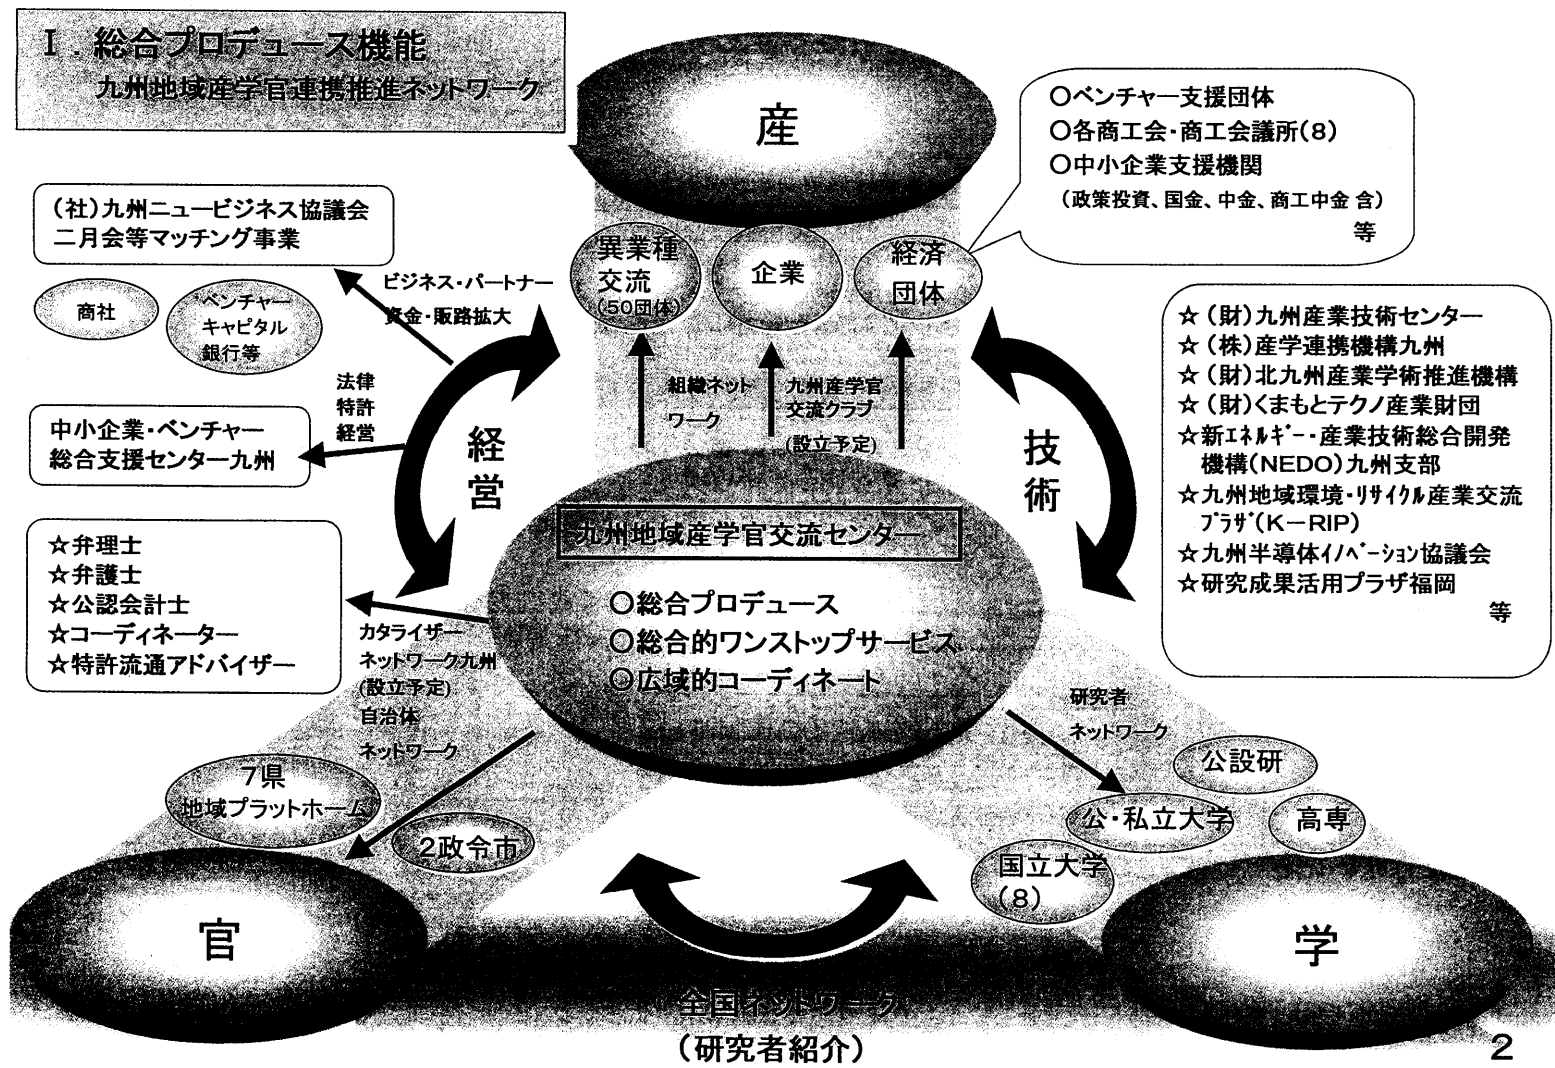 Ⅰ．総合プロデュース機能
九州地域産学官連携推進ネットワーク
産
○ベンチャー支援団体
○各商工会・商工会議所(８)
○中小企業支援機関
（政策投資、国金、中金、商工中金 含）
等
（社）九州ニュービジネス協議会
二月会等マッチング事業
商社
ベンチャー
キャピタル
銀行等
ビジネス・パートナー
資金・販路拡大
異業種
交流
(５０団体)
企業
経済
団体
法律
特許
経営
中小企業・ベンチャー
総合支援センター九州
経
営
組織ネット
ワーク
九州産学官
交流クラブ
(設立予定)
技
術
☆（財）九州産業技術センター
☆（株）産学連携機構九州
☆（財）北九州産業学術推進機構
☆（財）くまもとテクノ産業財団
☆新ｴﾈﾙｷﾞｰ・産業技術総合開発
機構(ＮＥＤＯ)九州支部
☆九州地域環境・ﾘｻｲｸﾙ産業交流
ﾌﾟﾗｻﾞ(Ｋ－ＲＩＰ)
☆九州半導体ｲﾉﾍﾞｰｼｮﾝ協議会
☆研究成果活用プラザ福岡
等
☆弁理士
☆弁護士
☆公認会計士
☆コーディネーター
☆特許流通アドバイザー
九州地域産学官交流センター
○総合プロデュース
○総合的ワンストップサービス
○広域的コーディネート
カタライザー
ネットワーク九州
(設立予定)
自治体
ネットワーク
研究者
ネットワーク
７県
地域プラットホーム
２政令市
公設研
公・私立大学
高専
国立大学
(８)
官
学
全国ネットワーク
（研究者紹介）
２